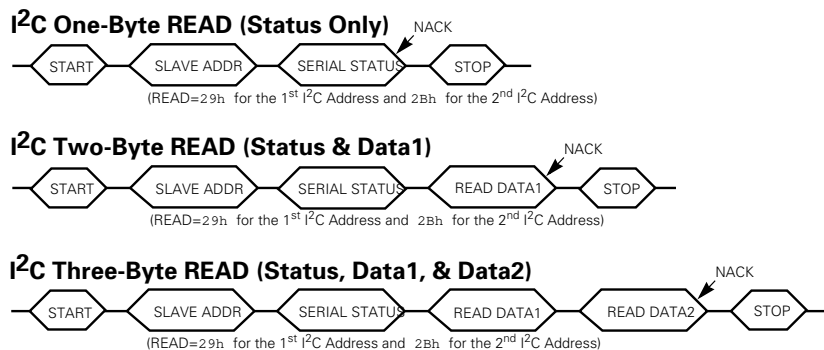 I²C One-Byte READ (Status Only)
NACK
START SLAVE ADDR SERIAL STATUS STOP
(READ=29h for the 1st I²C Address and 2Bh for the 2nd I²C Address)
I²C Two-Byte READ (Status & Data1)
NACK
START SLAVE ADDR SERIAL STATUS READ DATA1 STOP
(READ=29h for the 1st I²C Address and 2Bh for the 2nd I²C Address)
I²C Three-Byte READ (Status, Data1, & Data2)
NACK
START SLAVE ADDR SERIAL STATUS READ DATA1 READ DATA2 STOP
(READ=29h for the 1st I²C Address and 2Bh for the 2nd I²C Address)